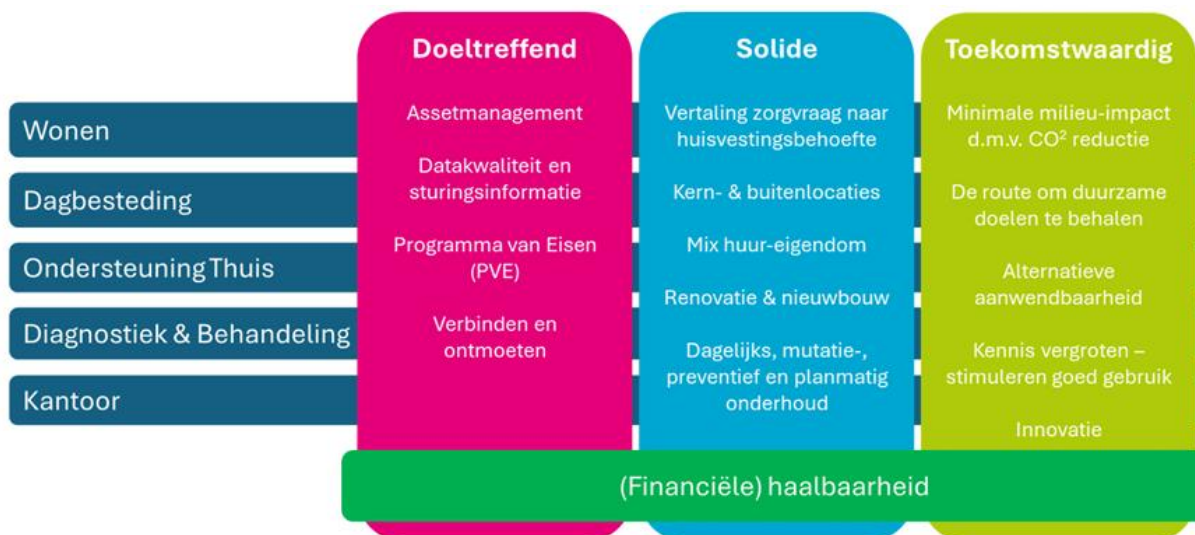 Wonen
Dagbesteding
Ondersteuning Thuis
Diagnostiek & Behandeling
Kantoor
Doeltreffend
Assetmanagement
Datakwaliteit en
sturingsinformatie
Programma van Eisen
(PVE)
Verbinden en
ontmoeten
Solide
Vertaling zorgvraag naar
huisvestingsbehoefte
Kern- & buitenlocaties
Mix huur-eigendom
Renovatie & nieuwbouw
Dagelijks, mutatie-,
preventief en planmatig
onderhoud
Toekomstwaardig
Minimale milieu-impact
d.m.v. CO² reductie
De route om duurzame
doelen te behalen
Alternatieve
aanwendbaarheid
Kennis vergroten –
stimuleren goed gebruik
Innovatie
(Financiële) haalbaarheid